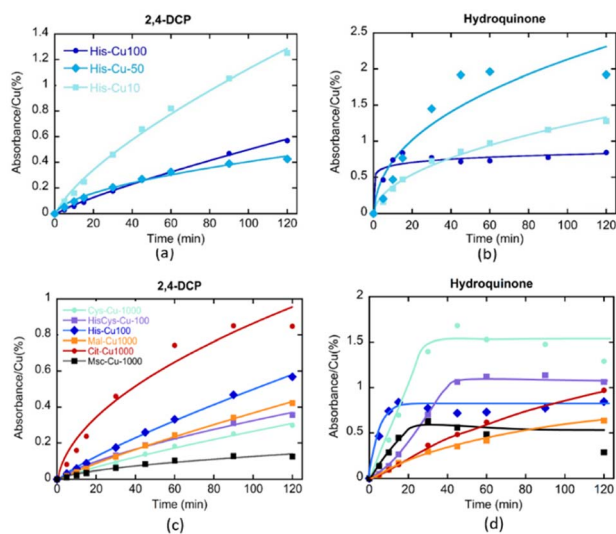 2,4-DCP
1.4
1.2
1
0.8
0.6
0.4
0.2
0
His-Cu100
His-Cu-50
His-Cu10
Absorbance/Cu(%)
0 20 40 60 80 100 120
Time (min)
(a)
Hydroquinone
2.5
2
1.5
1
0.5
0
Absorbance/Cu(%)
0 20 40 60 80 100 120
Time (min)
(b)
2,4-DCP
1
0.8
0.6
0.4
0.2
0
Cys-Cu-1000
HisCys-Cu-100
His-Cu100
Mal-Cu1000
Cit-Cu1000
Msc-Cu-1000
Absorbance/Cu(%)
0 20 40 60 80 100 120
Time (min)
(c)
Hydroquinone
2
1.5
1
0.5
0
Absorbance/Cu(%)
0 20 40 60 80 100 120
Time (min)
(d)